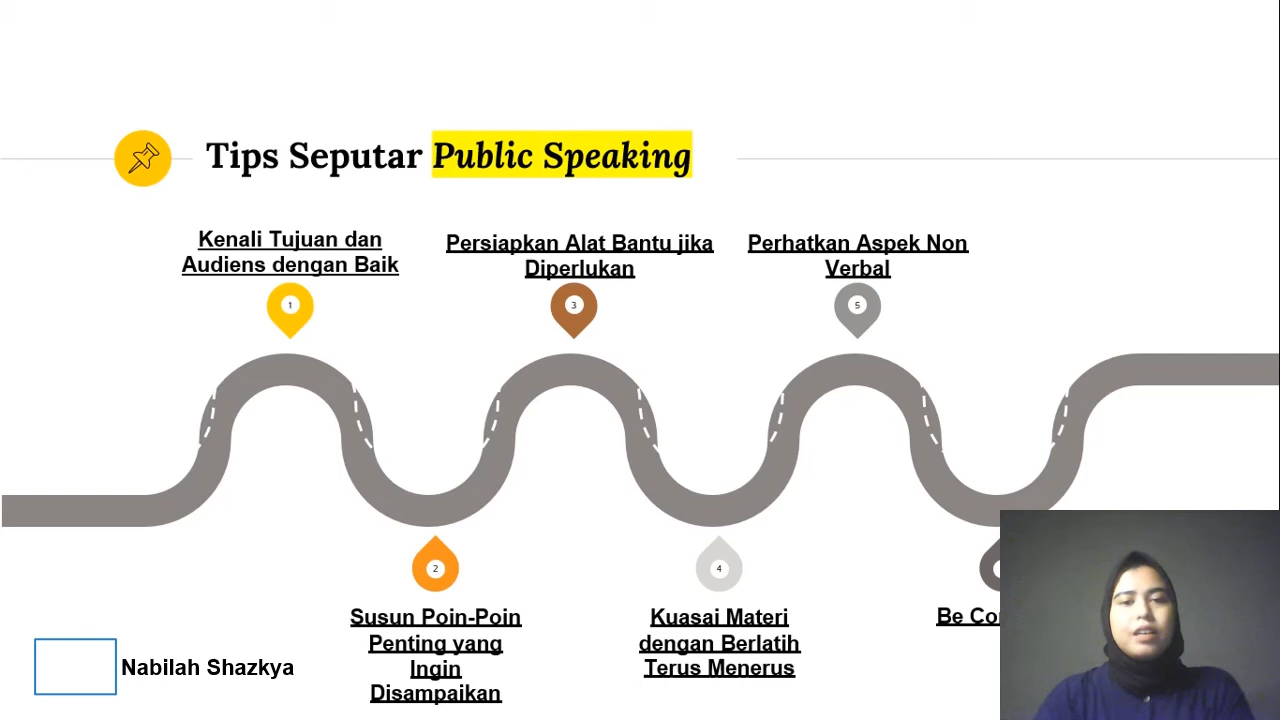 Tips Seputar Public Speaking
Kenali Tujuan dan
Audiens dengan Baik
1
Susun Poin-Poin
Penting yang
Ingin
Disampaikan
2
Persiapkan Alat Bantu jika
Diperlukan
3
Kuasai Materi
dengan Berlatih
Terus Menerus
4
Perhatkan Aspek Non
Verbal
5
Be
Nabilah Shazkya